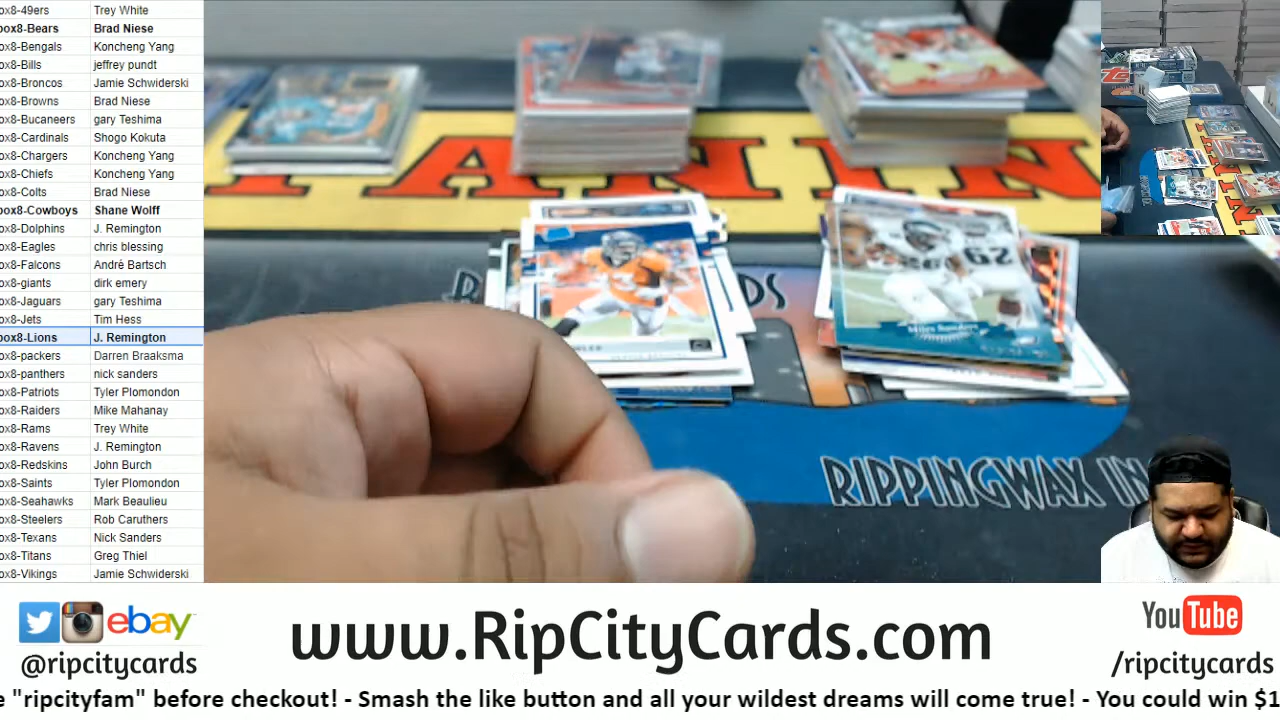 ox8-49ers Trey White
ox8-Bears Brad Niese
ox8-Bengals Koncheng Yang
ox8-Bills jeffrey pundt
ox8-Broncos Jamie Schwiderski
ox8-Browns Brad Niese
ox8-Bucaneers gary Teshima
ox8-Cardinals Shogo Kokuta
ox8-Chargers Koncheng Yang
ox8-Chiefs Koncheng Yang
ox8-Colts Brad Niese
box8-Cowboys Shane Wolff
ox8-Dolphins J. Remington
ox8-Eagles chris blessing
ox8-Falcons André Bartsch
ox8-giants dirk emery
ox8-Jaguars gary Teshima
ox8-Jets Tim Hess
box8-Lions J. Remington
ox8-packers Darren Braaksma
ox8-panthers nick sanders
ox8-Patriots Tyler Plomondon
ox8-Raiders Mike Mahanay
ox8-Rams Trey White
ox8-Ravens J. Remington
ox8-Redskins John Burch
ox8-Saints Tyler Plomondon
ox8-Seahawks Mark Beaulieu
ox8-Steelers Rob Caruthers
ox8-Texans Nick Sanders
ox8-Titans Greg Thiel
ox8-Vikings Jamie Schwiderski
PANINI
62
Miles Sanders
RIPPINGWAX IN
ebay
@ripcitycards
www.RipCityCards.com
YouTube
/ripcitycards
e "ripcityfam" before checkout! - Smash the like button and all your wildest dreams will come true! - You could win $1